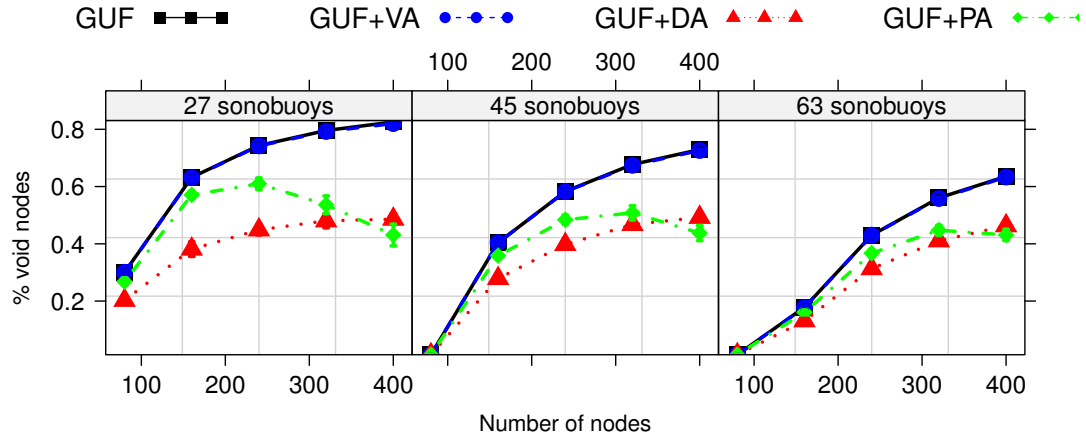 GUF GUF+VA GUF+DA GUF+PA
100 200 300 400
27 sonobuoys 45 sonobuoys 63 sonobuoys
0.8
0.6
0.4
0.2
% void nodes
100 200 300 400 100 200 300 400
Number of nodes